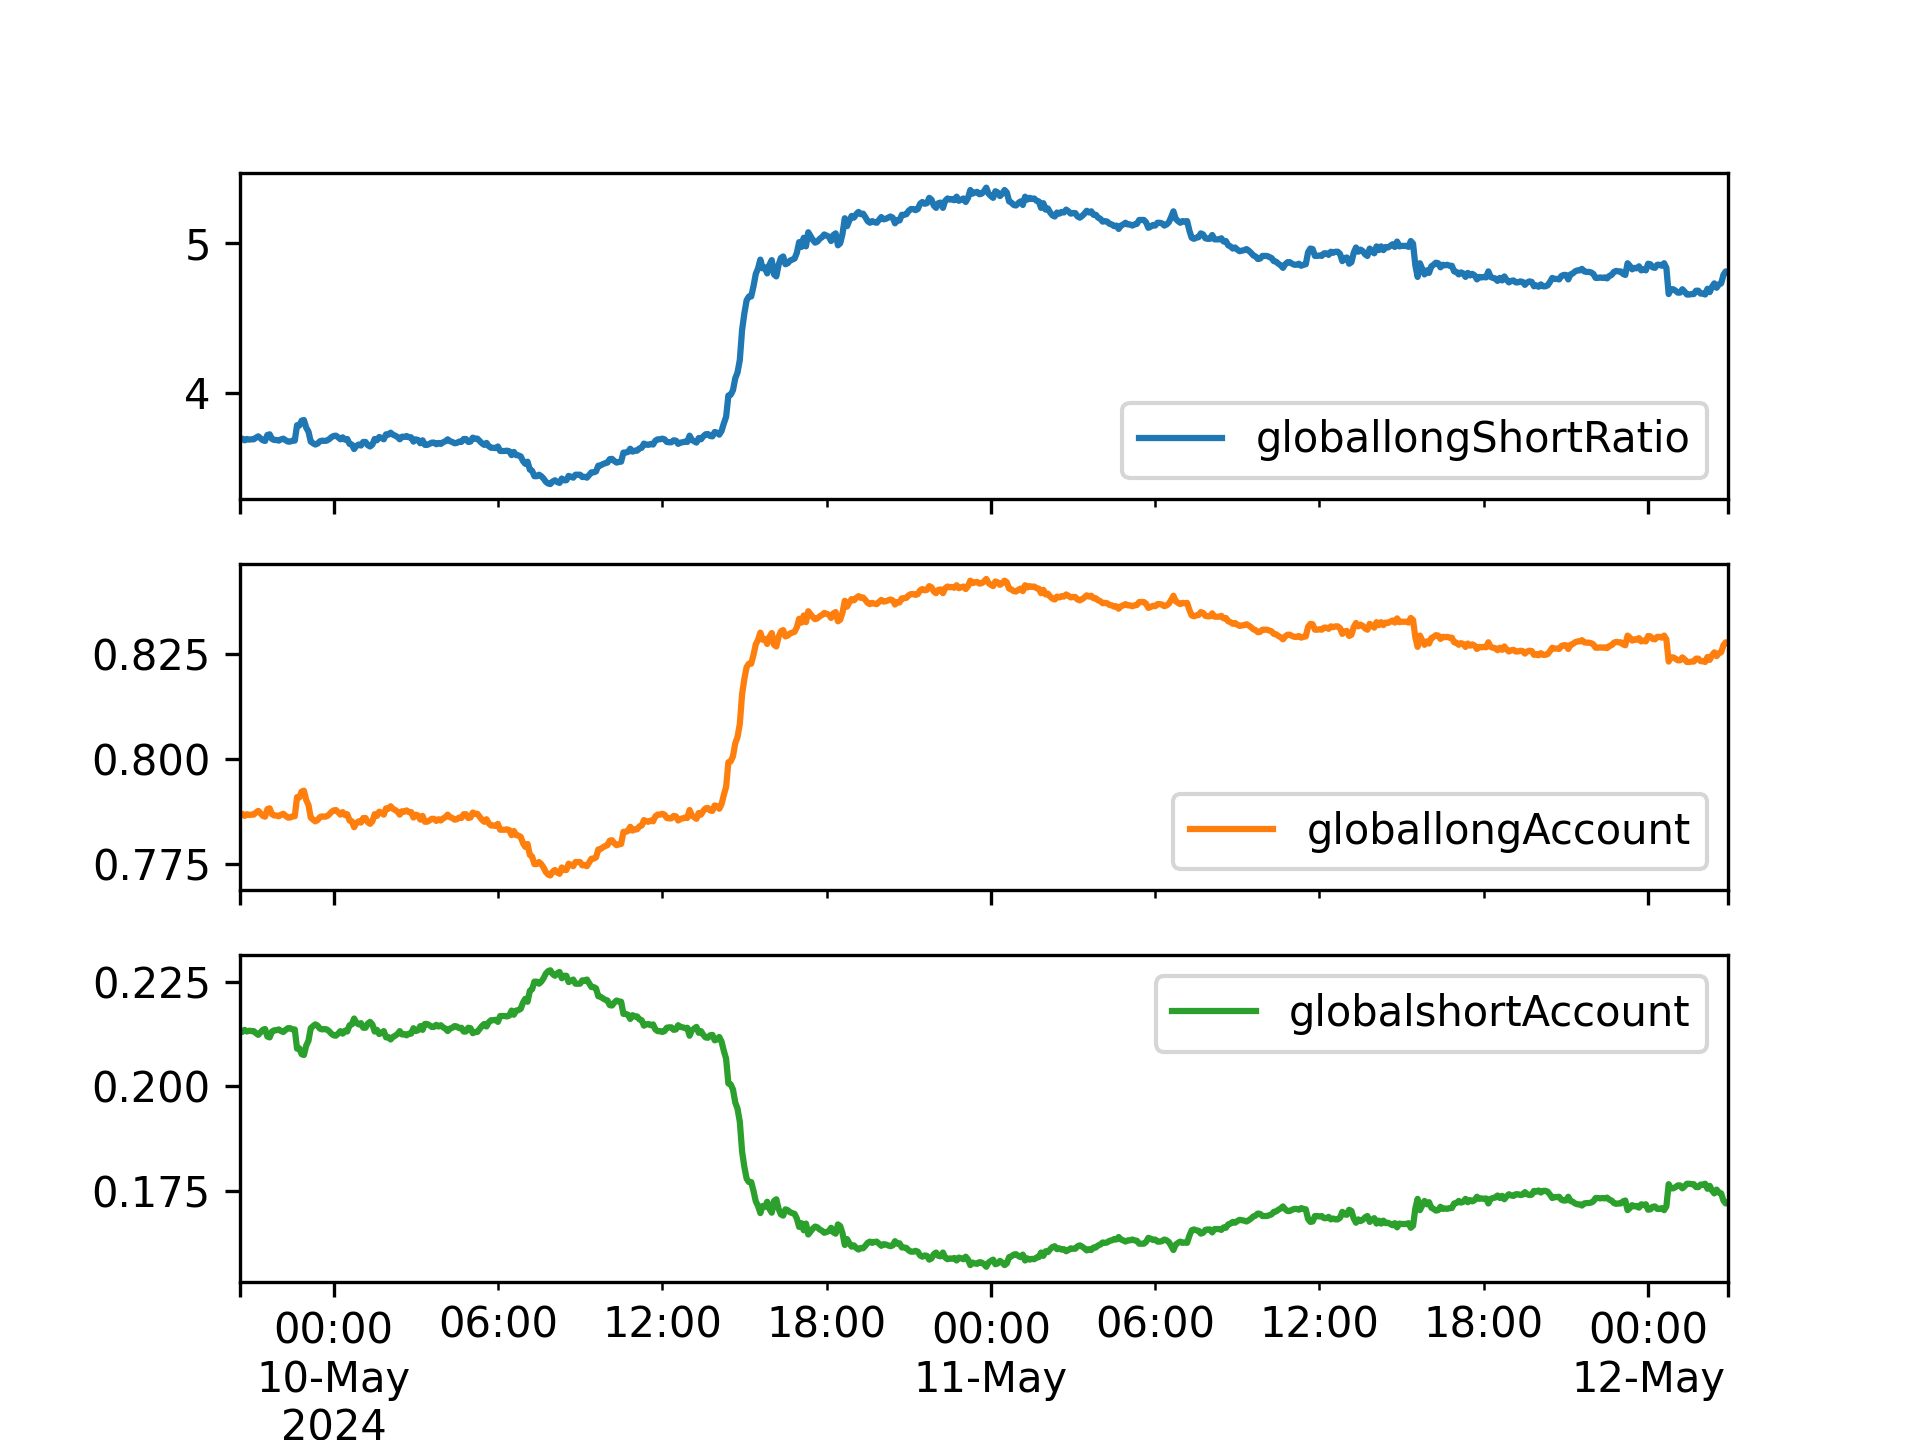 5
4
globallongShortRatio
0.825
0.800
0.775
globallongAccount
0.225
0.200
0.175
globalshortAccount
00:00 06:00 12:00 18:00 00:00 06:00 12:00 18:00 00:00
10-May 11-May 12-May
2024